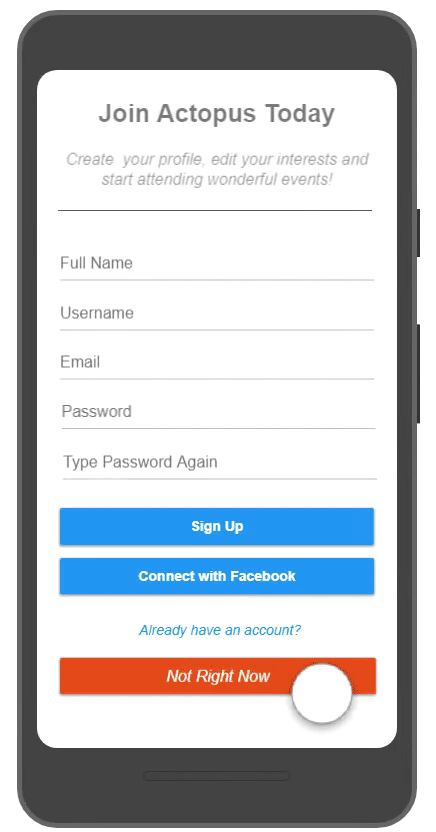 Join Actopus Today
Create  your profile, edit your interests and
start attending wonderful events!
Full Name
Username
Email
Password
Type Password Again
Sign Up
Connect with Facebook
Already have an account?
Not Right Now